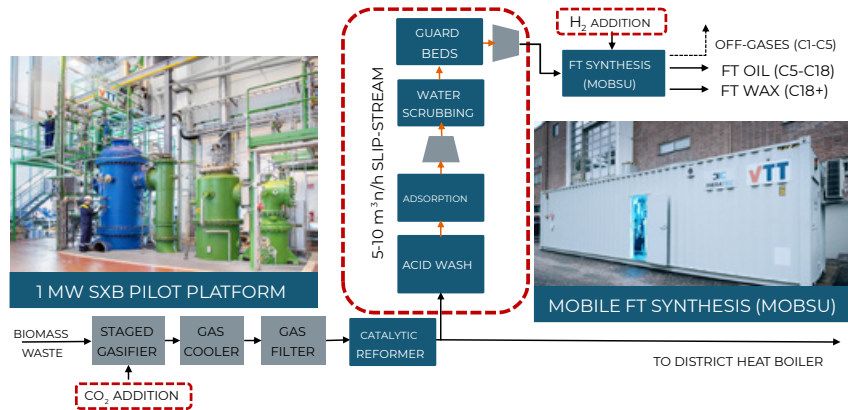 GUARD
BEDS
H₂ ADDITION
OFF-GASES (C1-C5)
FT SYNTHESIS
(MOBSU)
FT OIL (C5-C18)
FT WAX (C18+)
WATER
SCRUBBING
5-10 m³n/h SLIP-STREAM
ADSORPTION
ACID WASH
VTT
VTT
1 MW SXB PILOT PLATFORM
MOBILE FT SYNTHESIS (MOBSU)
BIOMASS
WASTE
STAGED
GASIFIER
GAS
COOLER
GAS
FILTER
CATALYTIC
REFORMER
TO DISTRICT HEAT BOILER
CO₂ ADDITION